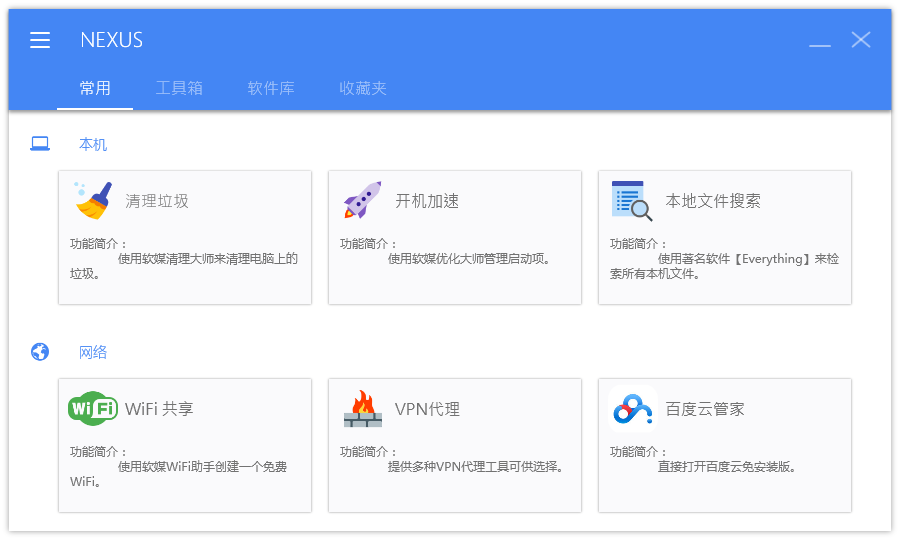 NEXUS
常用 工具箱 软件库 收藏夹
本机
清理垃圾
功能简介：
使用软媒清理大师来清理电脑上的
垃圾。
开机加速
功能简介：
使用软媒优化大师管理启动项。
本地文件搜索
功能简介：
使用著名软件【Everything】来检
索所有本机文件。
网络
WiFi
WiFi 共享
功能简介：
使用软媒WiFi助手创建一个免费
WiFi。
VPN代理
功能简介：
提供多种VPN代理工具可供选择。
百度云管家
功能简介：
直接打开百度云免安装版。